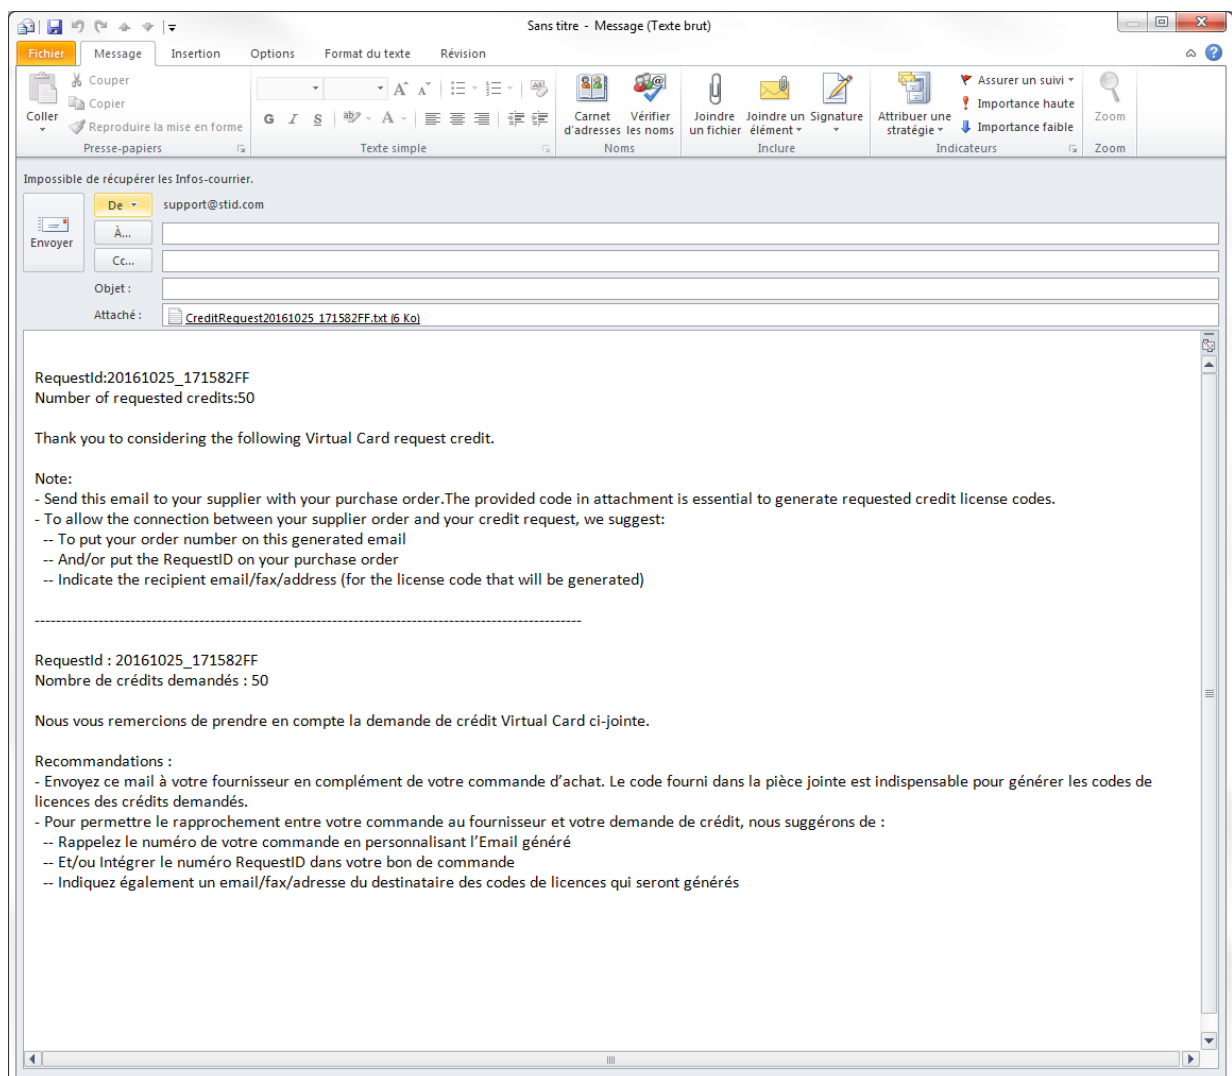 Sans titre - Message (Texte brut)
Fichier Message Insertion Options Format du texte Révision
Coller
Couper
Copier
Reproduire la mise en forme
Presse-papiers
G I S
Texte simple
Carnet d'adresses
Vérifier les noms
Noms
Joindre un fichier
Joindre un élément
Signature
Inclure
Attribuer une stratégie
Assurer un suivi
Importance haute
Importance faible
Indicateurs
Zoom
Zoom
Impossible de récupérer les Infos-courrier.
Envoyer
De support@stid.com
À...
Cc...
Objet :
Attaché : CreditRequest20161025_171582FF.txt (6 Ko)
RequestId:20161025_171582FF
Number of requested credits:50
Thank you to considering the following Virtual Card request credit.
Note:
- Send this email to your supplier with your purchase order.The provided code in attachment is essential to generate requested credit license codes.
- To allow the connection between your supplier order and your credit request, we suggest:
-- To put your order number on this generated email
-- And/or put the RequestID on your purchase order
-- Indicate the recipient email/fax/address (for the license code that will be generated)
------------------------------------------------------------------------------------------------------
RequestId : 20161025_171582FF
Nombre de crédits demandés : 50
Nous vous remercions de prendre en compte la demande de crédit Virtual Card ci-jointe.
Recommandations :
- Envoyez ce mail à votre fournisseur en complément de votre commande d’achat. Le code fourni dans la pièce jointe est indispensable pour générer les codes de
licences des crédits demandés.
- Pour permettre le rapprochement entre votre commande au fournisseur et votre demande de crédit, nous suggérons de :
-- Rappelez le numéro de votre commande en personnalisant l’Email généré
-- Et/ou Intégrer le numéro RequestID dans votre bon de commande
-- Indiquez également un email/fax/adresse du destinataire des codes de licences qui seront générés